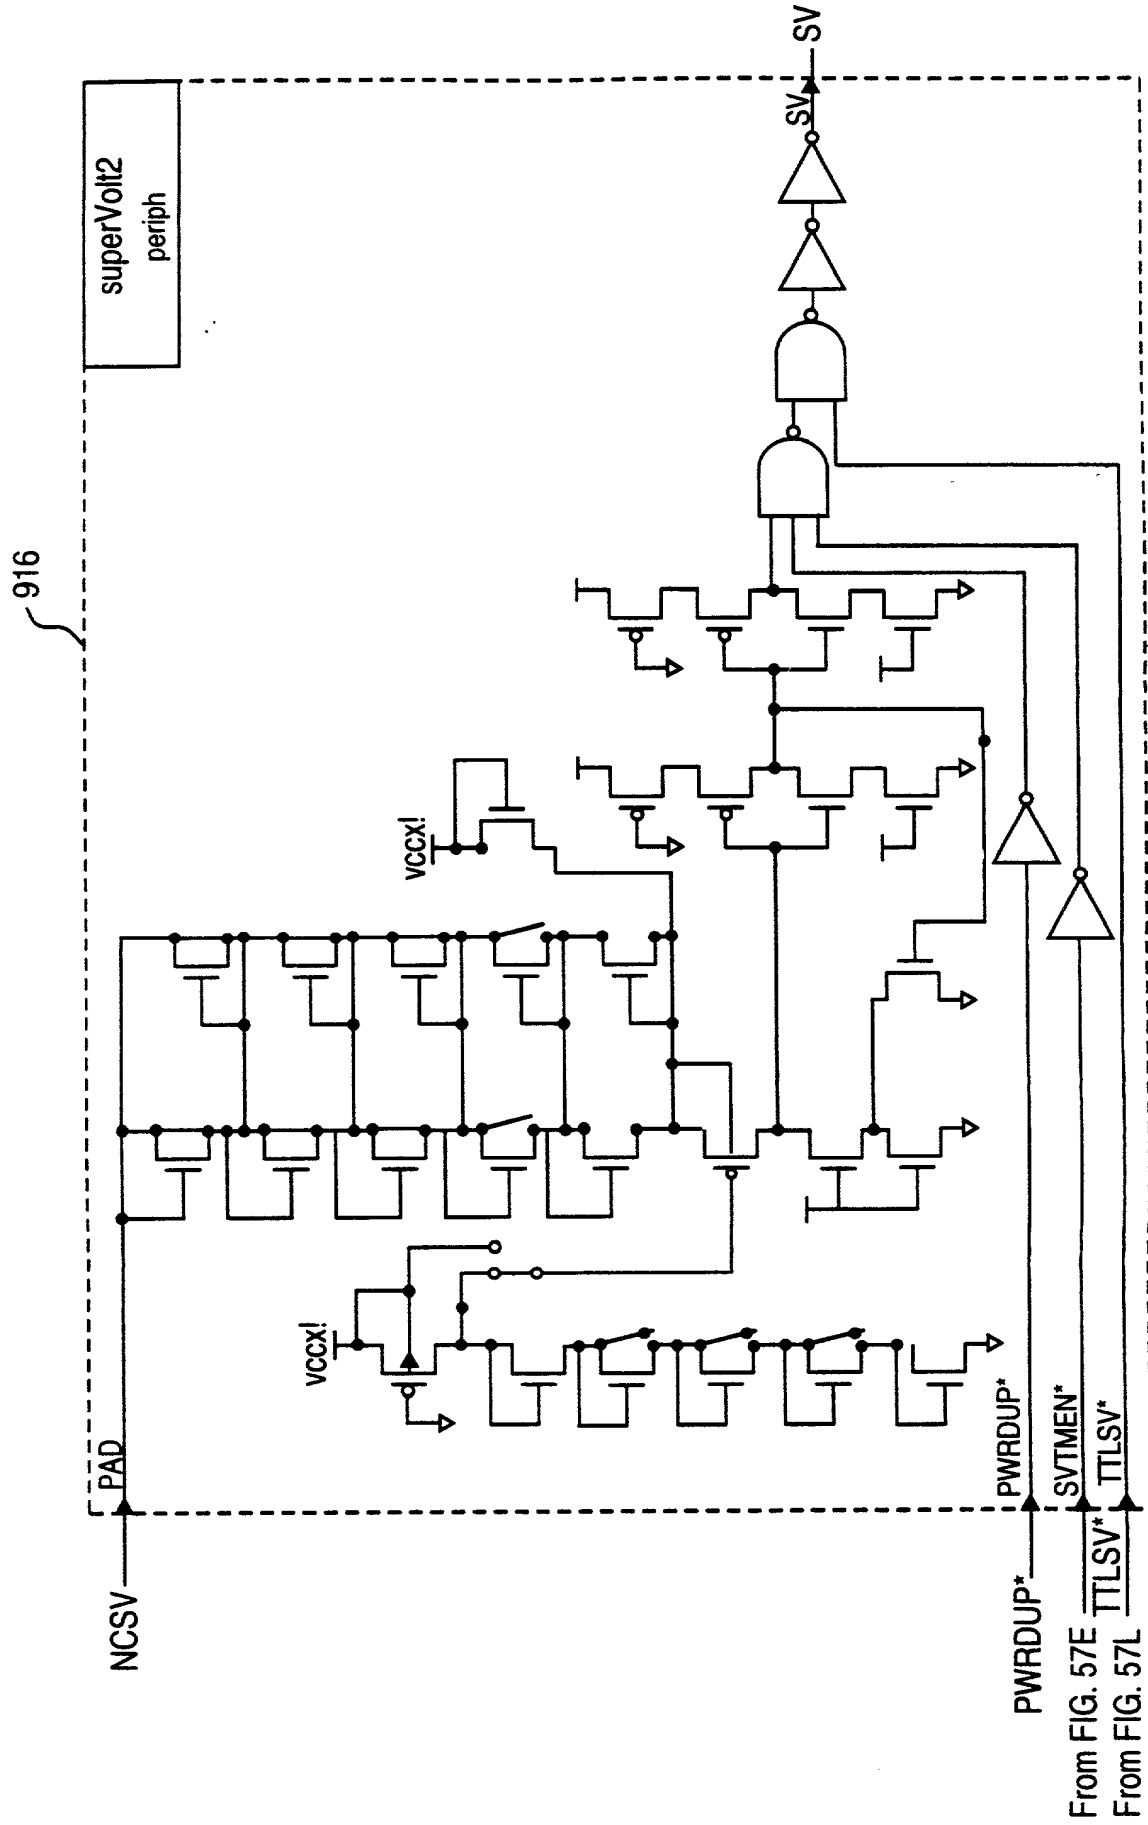 916
superVolt2
periph
NCSV
PAD
VCCX!
VCCX!
SV
SV
PWRDUP*
PWRDUP*
SVTMEN*
From FIG. 57E
TTLSV*
TTLSV*
From FIG. 57L